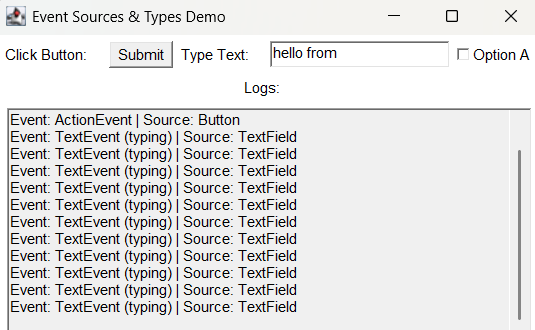 Event Sources & Types Demo
Click Button: Submit Type Text: hello from Option A
Logs:
Event: ActionEvent | Source: Button
Event: TextEvent (typing) | Source: TextField
Event: TextEvent (typing) | Source: TextField
Event: TextEvent (typing) | Source: TextField
Event: TextEvent (typing) | Source: TextField
Event: TextEvent (typing) | Source: TextField
Event: TextEvent (typing) | Source: TextField
Event: TextEvent (typing) | Source: TextField
Event: TextEvent (typing) | Source: TextField
Event: TextEvent (typing) | Source: TextField
Event: TextEvent (typing) | Source: TextField
Event: TextEvent (typing) | Source: TextField